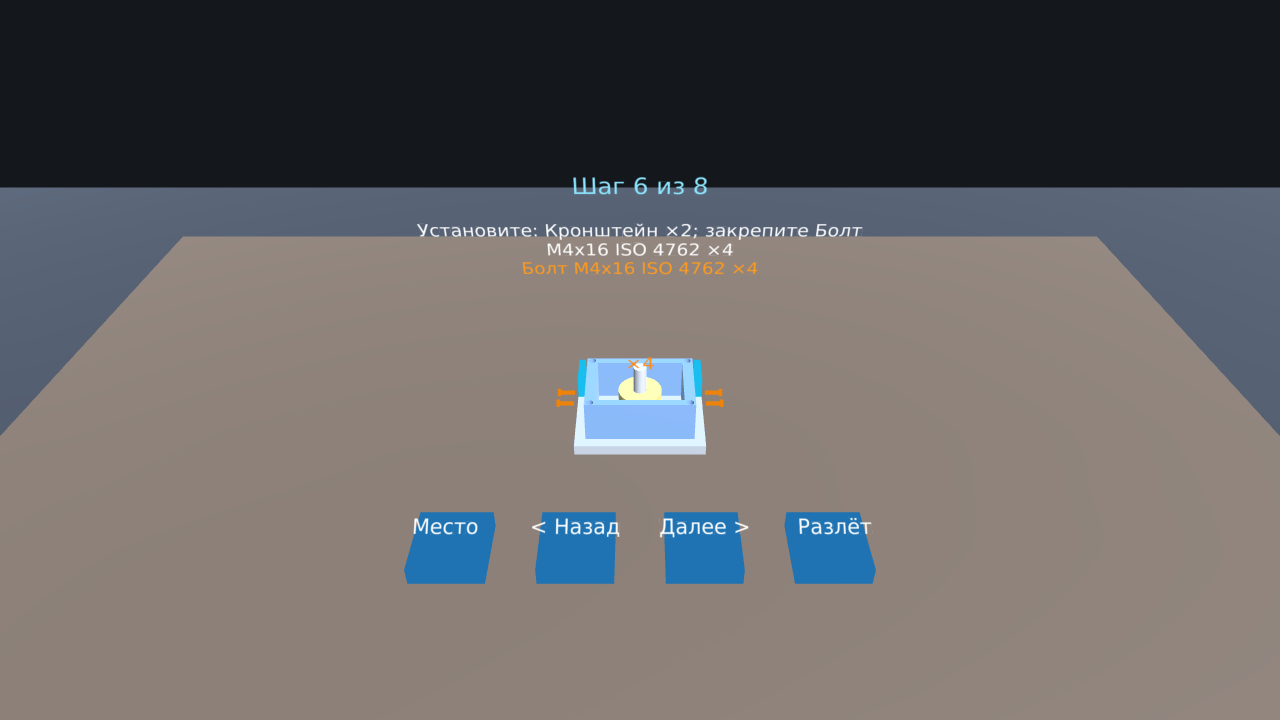 Шаг 6 из 8
Установите: Кронштейн ×2; закрепите Болт
M4x16 ISO 4762 ×4
Болт M4x16 ISO 4762 ×4
×4
Место
< Назад
Далее >
Разлёт